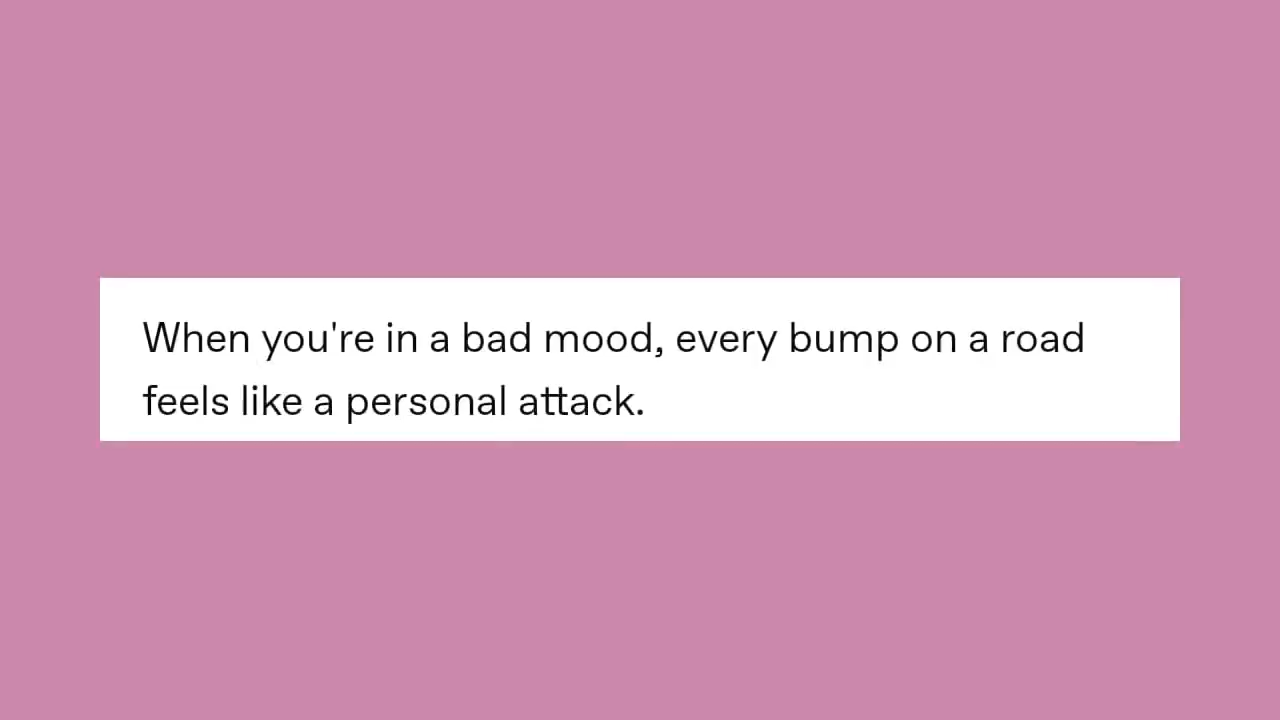 When you're in a bad mood, every bump on a road
feels like a personal attack.